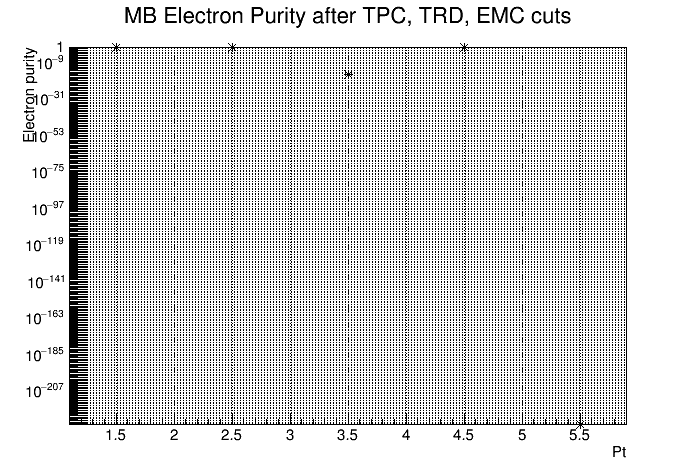 MB Electron Purity after TPC, TRD, EMC cuts
Electron purity
1
10⁻⁹
10⁻³¹
10⁻⁵³
10⁻⁷⁵
10⁻⁹⁷
10⁻¹¹⁹
10⁻¹⁴¹
10⁻¹⁶³
10⁻¹⁸⁵
10⁻²⁰⁷
1.5 2 2.5 3 3.5 4 4.5 5 5.5
Pt